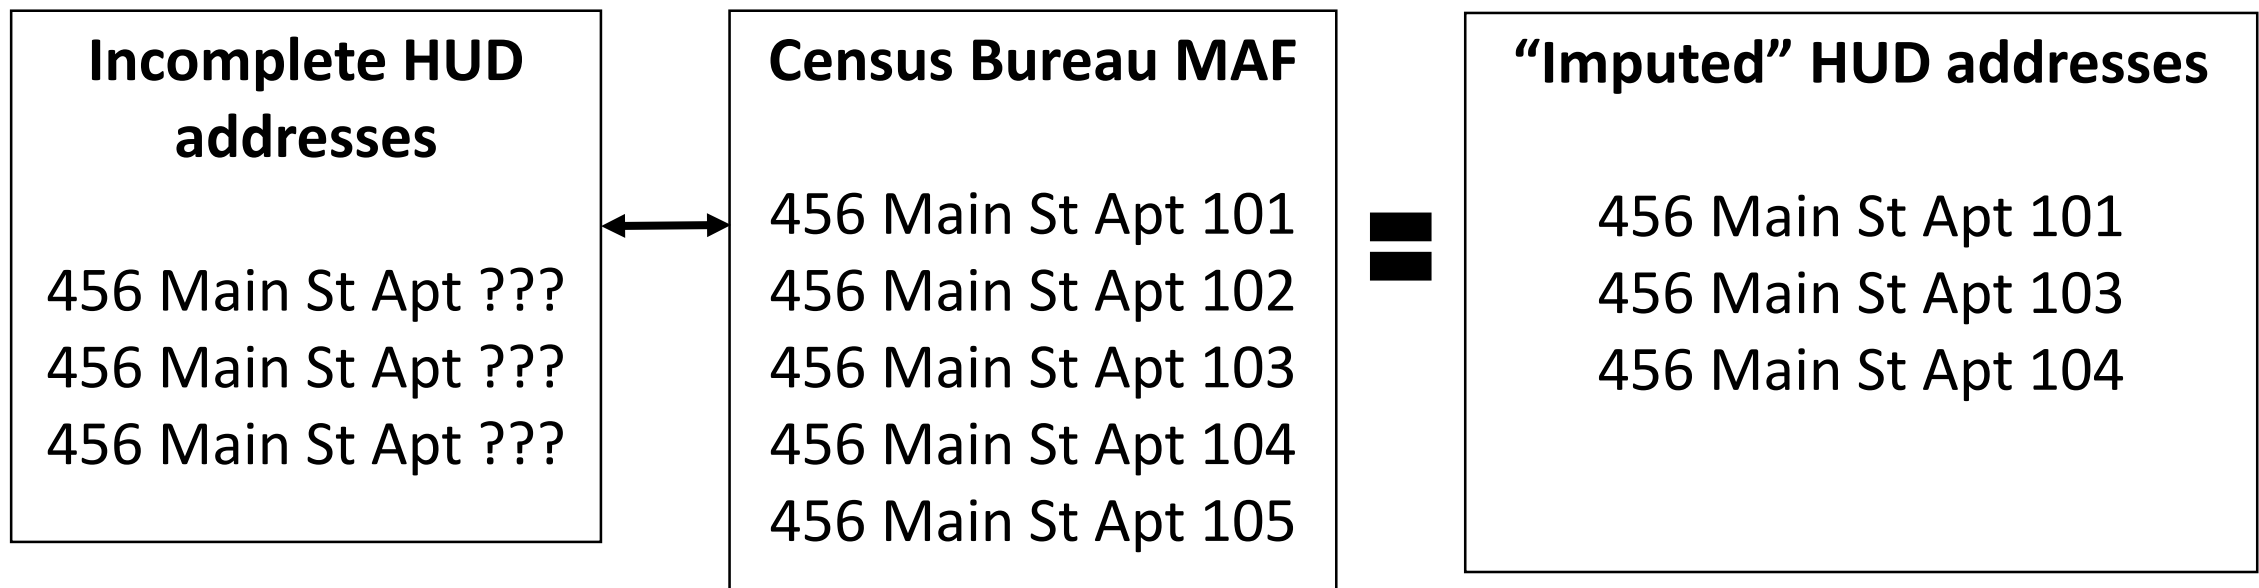 Incomplete HUD
addresses
456 Main St Apt ???
456 Main St Apt ???
456 Main St Apt ???
Census Bureau MAF
456 Main St Apt 101
456 Main St Apt 102
456 Main St Apt 103
456 Main St Apt 104
456 Main St Apt 105
=
“Imputed” HUD addresses
456 Main St Apt 101
456 Main St Apt 103
456 Main St Apt 104